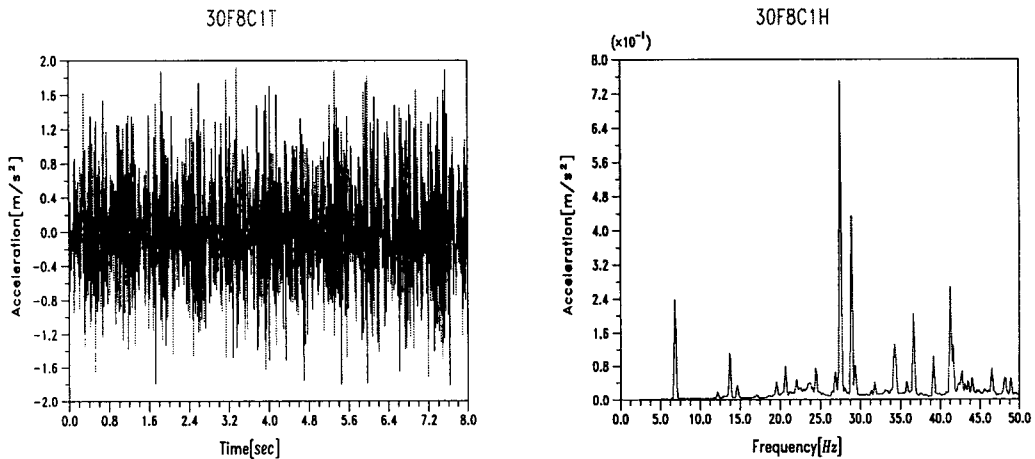 30F8C1T
2.0
1.6
1.2
0.8
0.4
0.0
−0.4
−0.8
−1.2
−1.6
−2.0
Acceleration[m/s²]
0.0 0.8 1.6 2.4 3.2 4.0 4.8 5.6 6.4 7.2 8.0
Time[sec]
30F8C1H
(×10⁻¹)
8.0
7.2
6.4
5.6
4.8
4.0
3.2
2.4
1.6
0.8
0.0
Acceleration[m/s²]
0.0 5.0 10.0 15.0 20.0 25.0 30.0 35.0 40.0 45.0 50.0
Frequency[Hz]